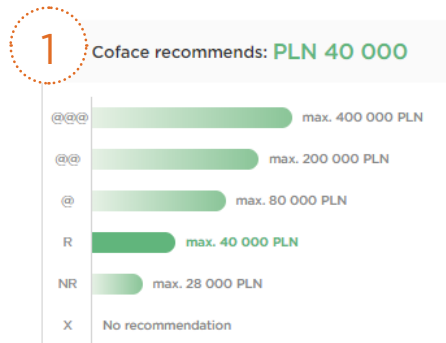 1
Coface recommends: PLN 40 000
@@@ max. 400 000 PLN
@@ max. 200 000 PLN
@ max. 80 000 PLN
R max. 40 000 PLN
NR max. 28 000 PLN
X No recommendation